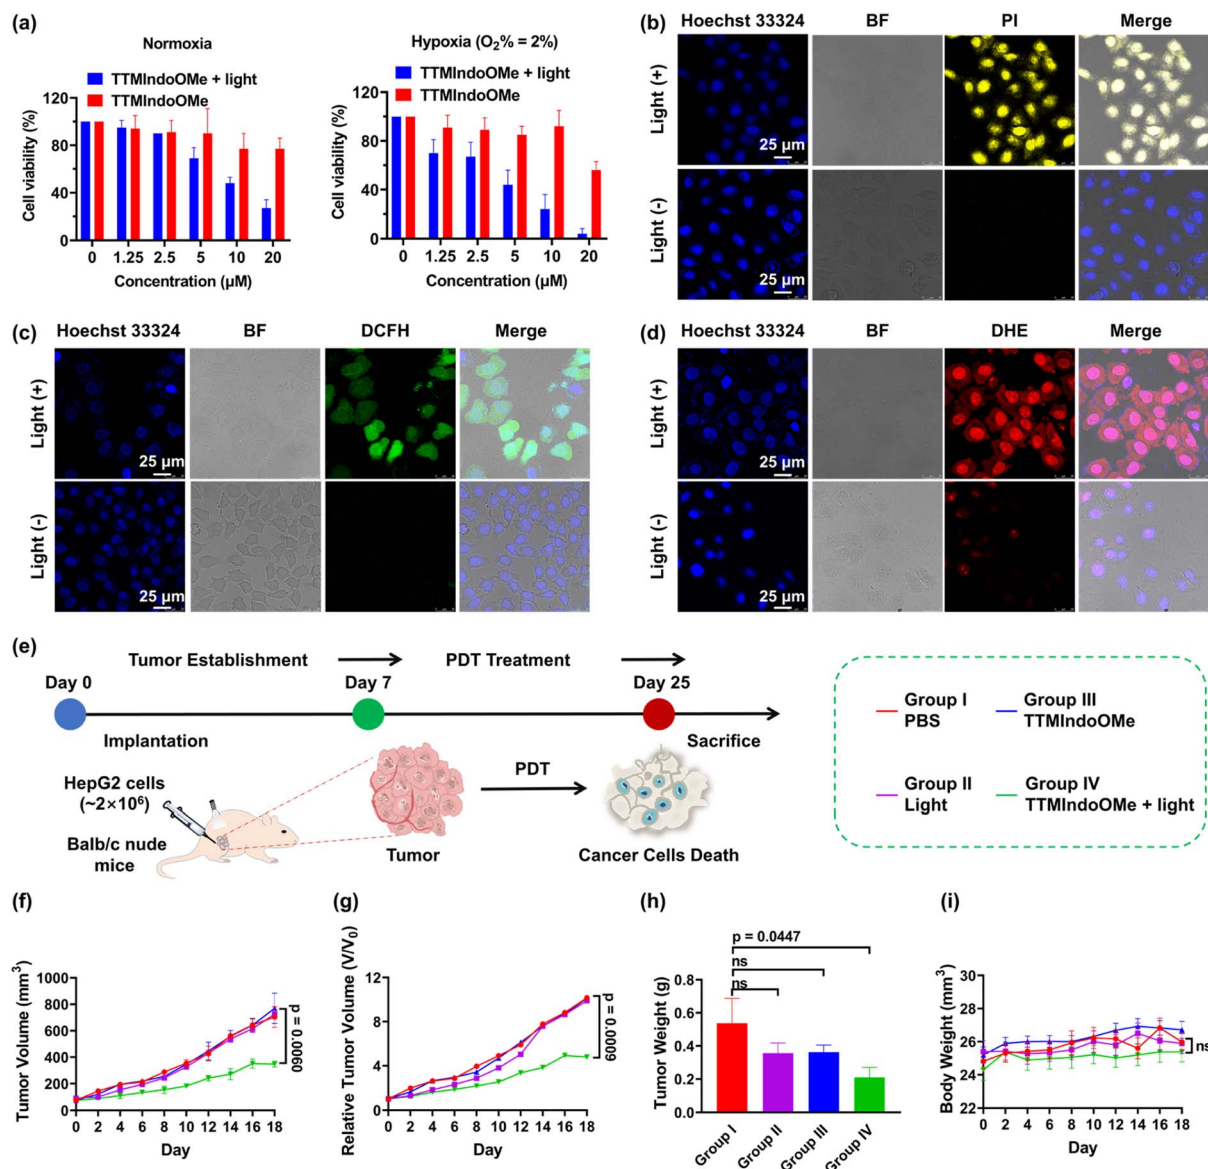 (a)
Normoxia
TTMIndoOMe + light
TTMIndoOMe
Cell viability (%)
120
80
40
0
0 1.25 2.5 5 10 20
Concentration (μM)
Hypoxia (O₂% = 2%)
TTMIndoOMe + light
TTMIndoOMe
Cell viability (%)
120
80
40
0
0 1.25 2.5 5 10 20
Concentration (μM)
(b)
Hoechst 33324 BF PI Merge
Light (+)
25 μm
Light (-)
25 μm
(c)
Hoechst 33324 BF DCFH Merge
Light (+)
25 μm
Light (-)
25 μm
(d)
Hoechst 33324 BF DHE Merge
Light (+)
25 μm
Light (-)
25 μm
(e)
Tumor Establishment PDT Treatment
Day 0 Day 7 Day 25
Implantation Sacrifice
HepG2 cells
(~2×10⁶)
Balb/c nude
mice
PDT
Tumor
Cancer Cells Death
Group I
PBS
Group III
TTMIndoOMe
Group II
Light
Group IV
TTMIndoOMe + light
(f)
Tumor Volume (mm³)
1000
800
600
400
200
0
0 2 4 6 8 10 12 14 16 18
Day
p = 0.0060
(g)
Relative Tumor Volume (V/V₀)
12
8
4
0
0 2 4 6 8 10 12 14 16 18
Day
p = 0.0009
(h)
p = 0.0447
ns
ns
Tumor Weight (g)
0.8
0.6
0.4
0.2
0.0
Group I Group II Group III Group IV
(i)
Body Weight (mm³)
30
28
26
24
22
0 2 4 6 8 10 12 14 16 18
Day
ns